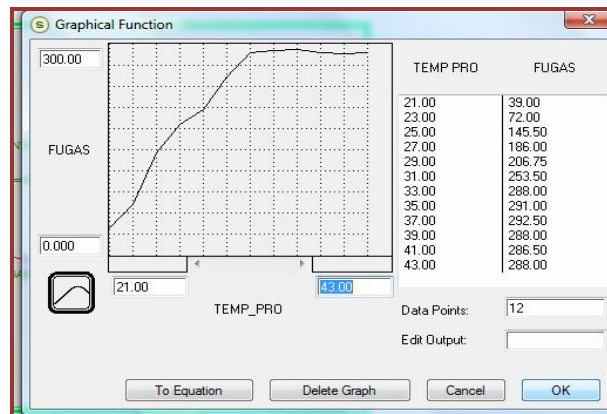 S Graphical Function
x
300.00
FUGAS
0.000
21.00
43.00
TEMP_PRO
TEMP PRO FUGAS
21.00 39.00
23.00 72.00
25.00 145.50
27.00 186.00
29.00 206.75
31.00 253.50
33.00 288.00
35.00 291.00
37.00 292.50
39.00 288.00
41.00 286.50
43.00 288.00
Data Points: 12
Edit Output:
To Equation Delete Graph Cancel OK